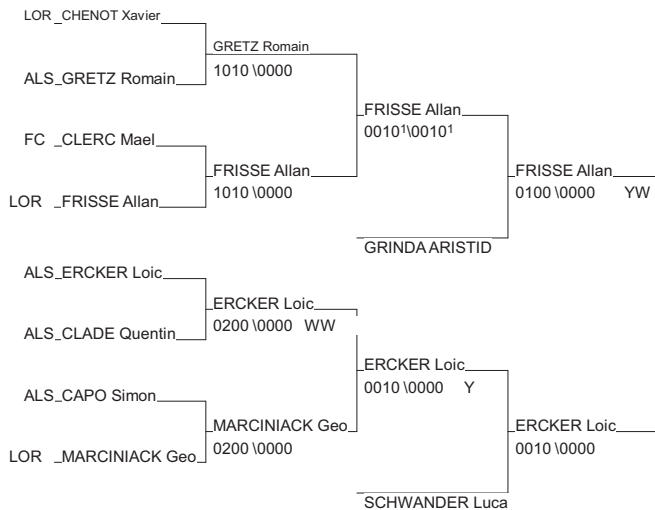 LOR _CHENOT Xavier
GRETZ Romain
1010 \0000
ALS_GRETZ Romain
FRISSE Allan
0010¹\0010¹
FC _CLERC Mael
FRISSE Allan
1010 \0000
FRISSE Allan
0100 \0000 YW
LOR _FRISSE Allan
GRINDA ARISTID
ALS_ERCKER Loic
ERCKER Loic
0200 \0000 WW
ALS_CLADE Quentin
ERCKER Loic
0010 \0000 Y
ALS_CAPO Simon
MARCINIACK Geo
0200 \0000
ERCKER Loic
0010 \0000
LOR _MARCINIACK Geo
SCHWANDER Luca